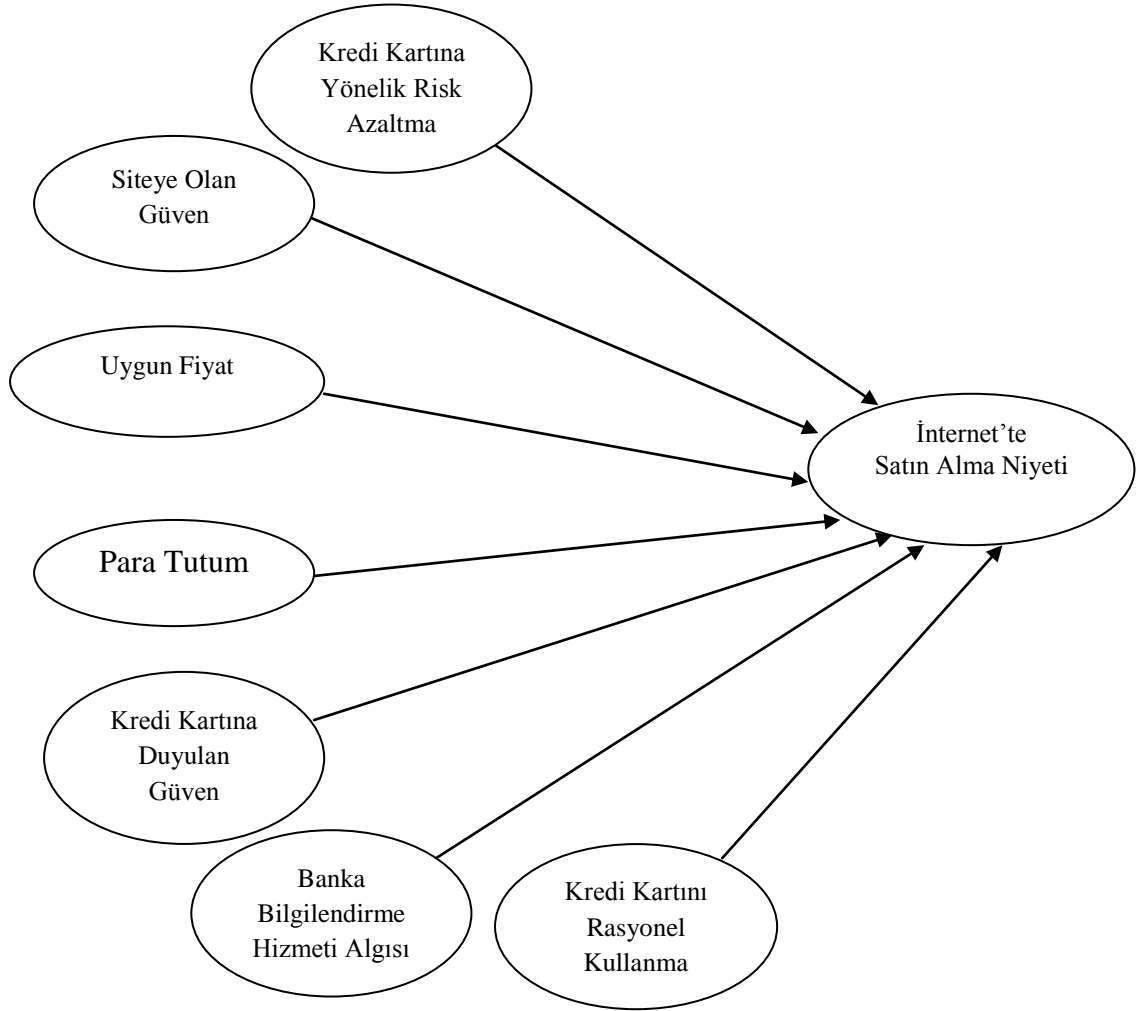 Kredi Kartına
Yönelik Risk
Azaltma
Siteye Olan
Güven
Uygun Fiyat
İnternet’te
Satın Alma Niyeti
Para Tutum
Kredi Kartına
Duyulan
Güven
Banka
Bilgilendirme
Hizmeti Algısı
Kredi Kartını
Rasyonel
Kullanma